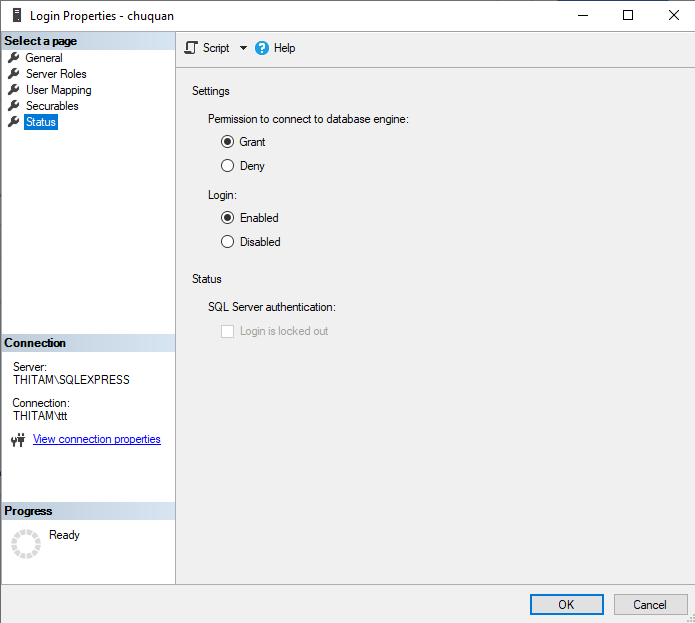 Login Properties - chuquan
Select a page
General
Server Roles
User Mapping
Securables
Status
Script
Help
Settings
Permission to connect to database engine:
Grant
Deny
Login:
Enabled
Disabled
Status
SQL Server authentication:
Login is locked out
Connection
Server:
THITAM\SQLEXPRESS
Connection:
THITAM\ttt
View connection properties
Progress
Ready
OK
Cancel